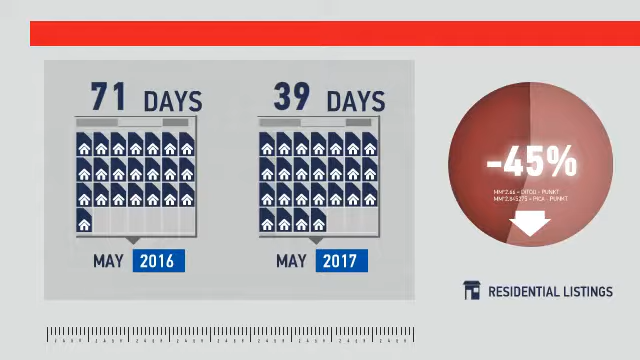 71 DAYS
39 DAYS
MAY 2016
MAY 2017
-45%
RESIDENTIAL LISTINGS